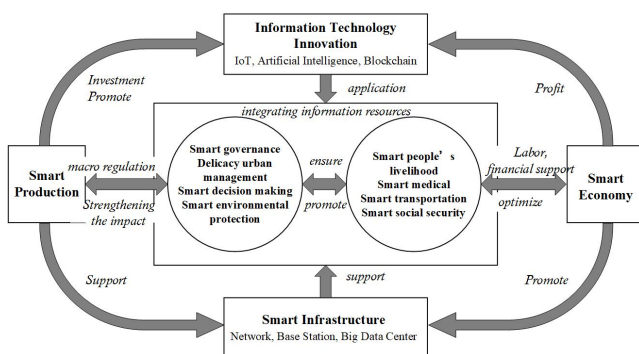 Information Technology
Innovation
IoT, Artificial Intelligence, Blockchain
Investment
Promote
application
Profit
integrating information resources
Smart
Production
macro regulation
Strengthening
the impact
Smart governance
Delicacy urban
management
Smart decision making
Smart environmental
protection
ensure
promote
Smart people’s
livelihood
Smart medical
Smart transportation
Smart social security
Labor,
financial support
optimize
Smart
Economy
Support
support
Promote
Smart Infrastructure
Network, Base Station, Big Data Center